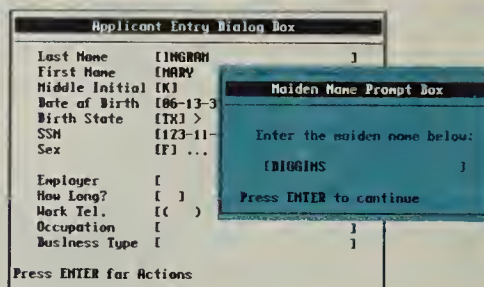 Applicant Entry Dialog Box
Last Name [INGRAM ]
First Name [MARY
Middle Initial [K]
Date of Birth [06-13-3
Birth State [TX] >
SSN [123-11-
Sex [F] ...
Employer [
How Long? [ ]
Work Tel. [( )
Occupation [ ]
Business Type [ ]
Press ENTER for Actions
Maiden Name Prompt Box
Enter the maiden name below:
[DIGGINS ]
Press ENTER to continue